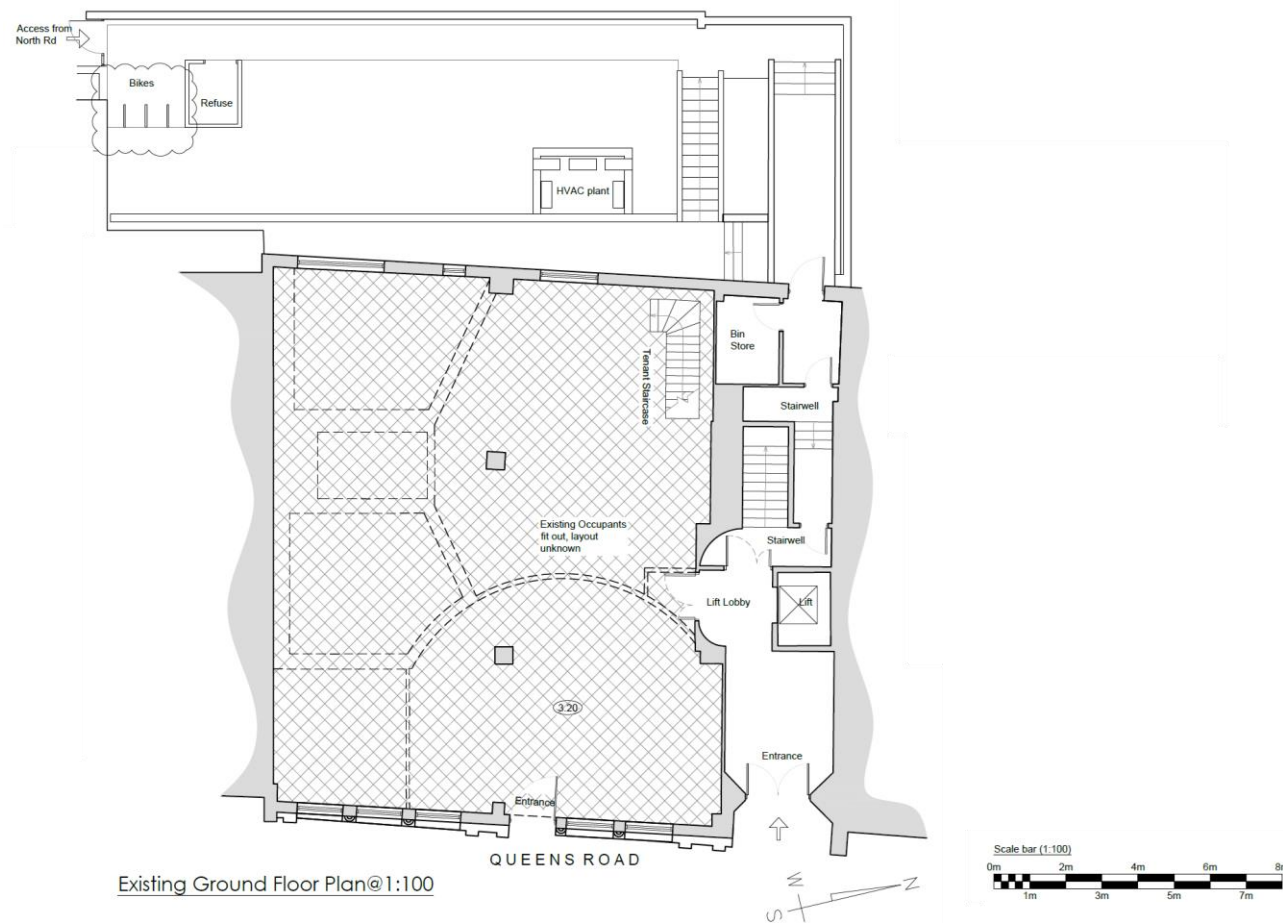 Access from
North Rd
Bikes
Refuse
HVAC plant
Bin
Store
Tenant Staircase
Stairwell
Existing Occupants
fit out, layout
unknown
Stairwell
Lift Lobby
Lift
3.20
Entrance
Entrance
QUEENS ROAD
Existing Ground Floor Plan@1:100
W
N
S
Scale bar (1:100)
0m 2m 4m 6m 8m
1m 3m 5m 7m